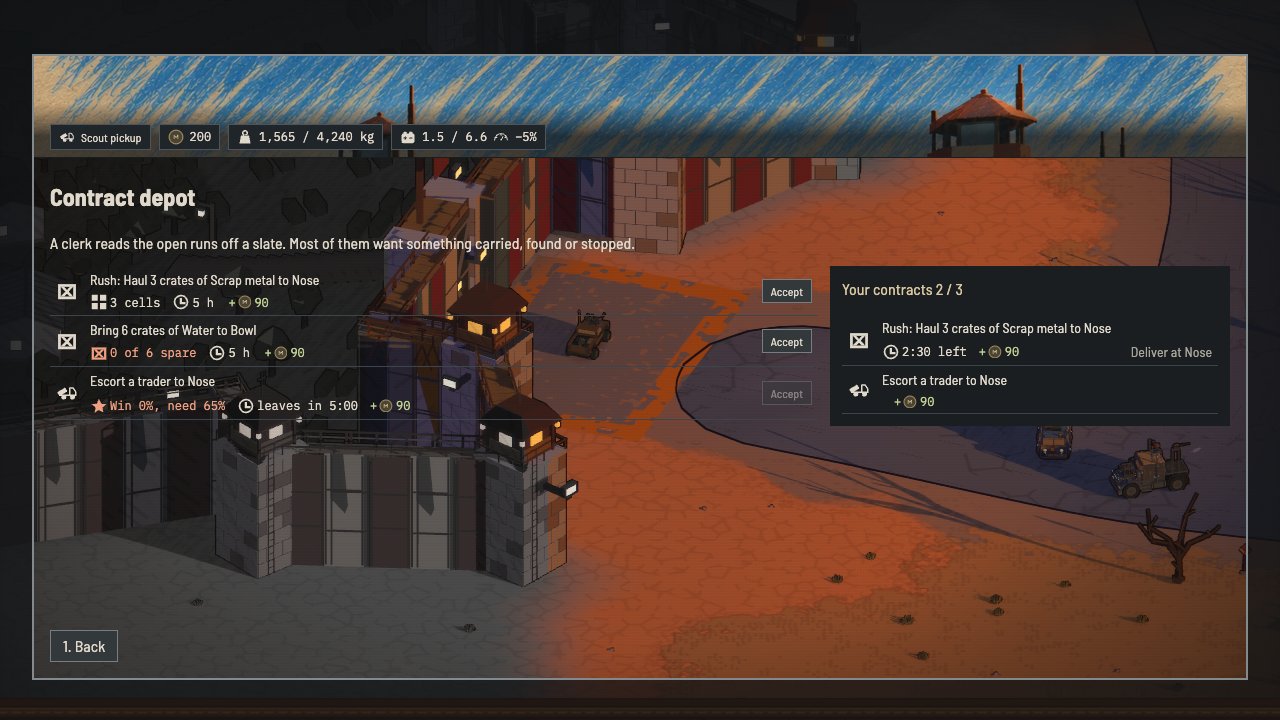 Scout pickup
200
1,565 / 4,240 kg
1.5 / 6.6 -5%
Contract depot
A clerk reads the open runs off a slate. Most of them want something carried, found or stopped.
Rush: Haul 3 crates of Scrap metal to Nose
3 cells 5 h + M 90
Accept
Bring 6 crates of Water to Bowl
0 of 6 spare 5 h + M 90
Accept
Escort a trader to Nose
Win 0%, need 65% leaves in 5:00 + M 90
Accept
Your contracts 2 / 3
Rush: Haul 3 crates of Scrap metal to Nose
2:30 left + M 90 Deliver at Nose
Escort a trader to Nose
+ M 90
1. Back